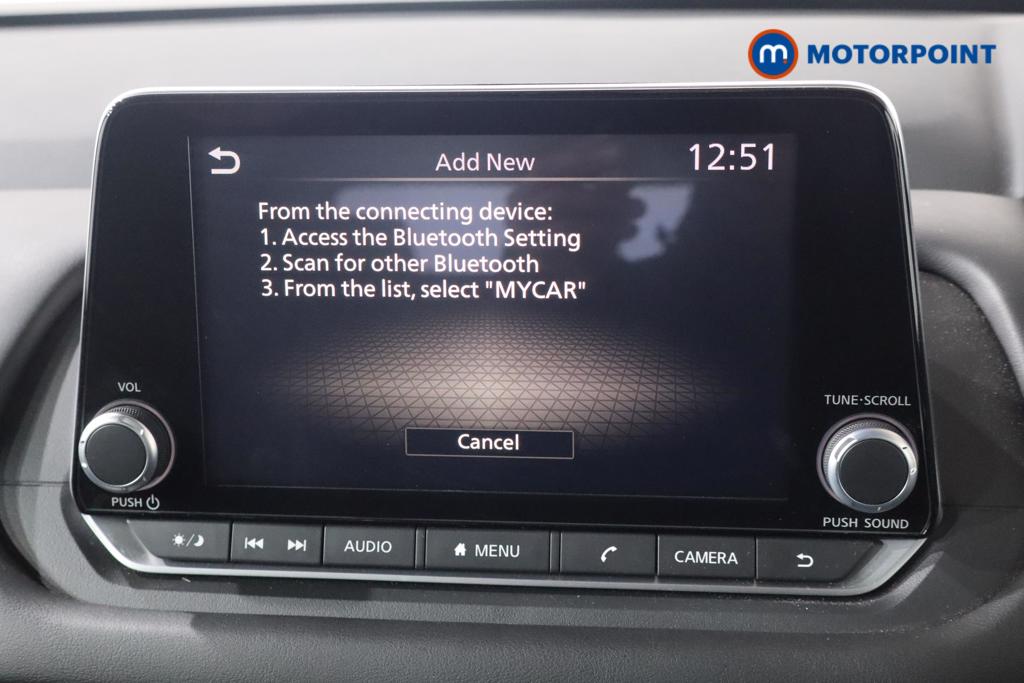 m MOTORPOINT
Add New
12:51
From the connecting device:
1. Access the Bluetooth Setting
2. Scan for other Bluetooth
3. From the list, select "MYCAR"
Cancel
VOL
PUSH
TUNE·SCROLL
PUSH SOUND
AUDIO
MENU
CAMERA